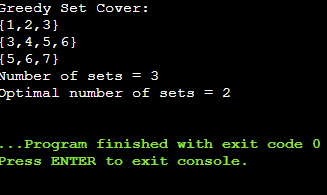 Greedy Set Cover:
{1,2,3}
{3,4,5,6}
{5,6,7}
Number of sets = 3
Optimal number of sets = 2
...Program finished with exit code 0
Press ENTER to exit console.